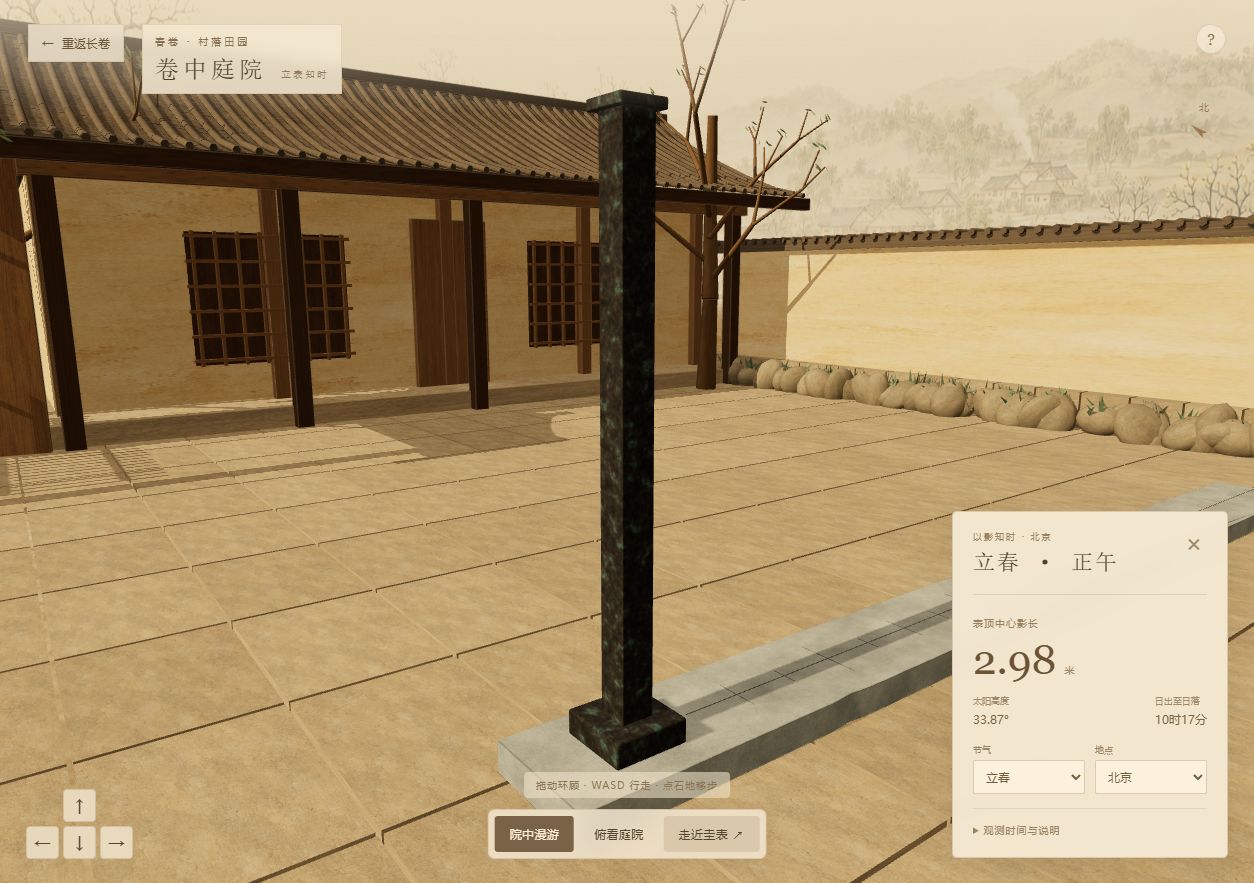 ← 重返长卷
春卷 · 村落田园
卷中庭院 立表知时
?
北
以影知时 · 北京
立春 · 正午
×
表顶中心影长
2.98 米
太阳高度 日出至日落
33.87° 10时17分
节气 地点
立春 北京
▶ 观测时间与说明
拖动环顾 · WASD 行走 · 点石地移步
院中漫游 俯看庭院 走近圭表 ↗
↑
← ↓ →